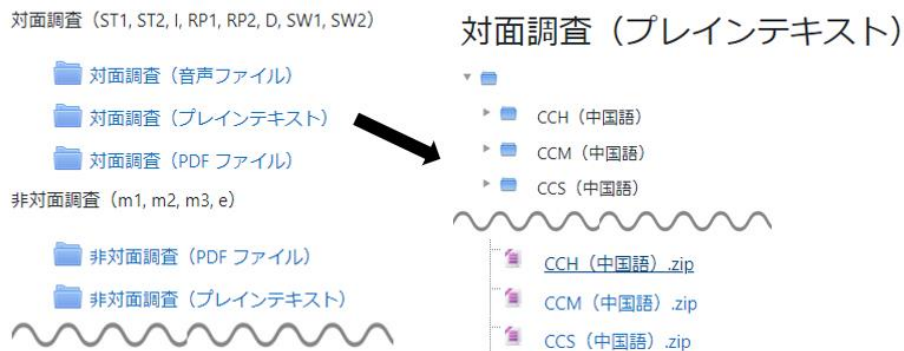 対面調査（ST1, ST2, I, RP1, RP2, D, SW1, SW2）
対面調査（音声ファイル）
対面調査（プレインテキスト）
対面調査（PDF ファイル）
非対面調査（m1, m2, m3, e）
非対面調査（PDF ファイル）
非対面調査（プレインテキスト）
対面調査（プレインテキスト）
CCH（中国語）
CCM（中国語）
CCS（中国語）
CCH（中国語）.zip
CCM（中国語）.zip
CCS（中国語）.zip